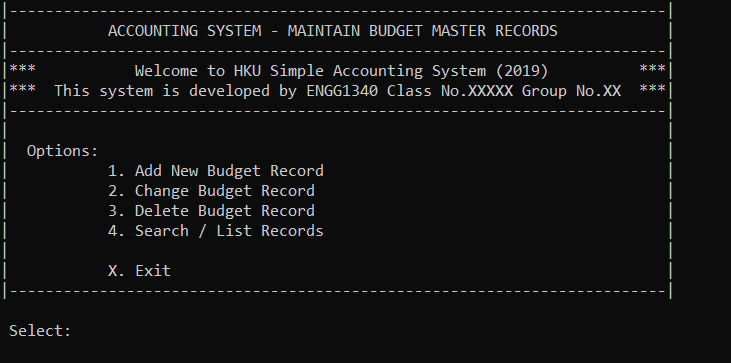 |-------------------------------------------------------------------------|
|           ACCOUNTING SYSTEM - MAINTAIN BUDGET MASTER RECORDS            |
|-------------------------------------------------------------------------|
|***           Welcome to HKU Simple Accounting System (2019)          ***|
|***  This system is developed by ENGG1340 Class No.XXXXX Group No.XX  ***|
|-------------------------------------------------------------------------|
|                                                                         |
|  Options:                                                               |
|           1. Add New Budget Record                                      |
|           2. Change Budget Record                                       |
|           3. Delete Budget Record                                       |
|           4. Search / List Records                                      |
|                                                                         |
|           X. Exit                                                       |
|-------------------------------------------------------------------------|
Select: